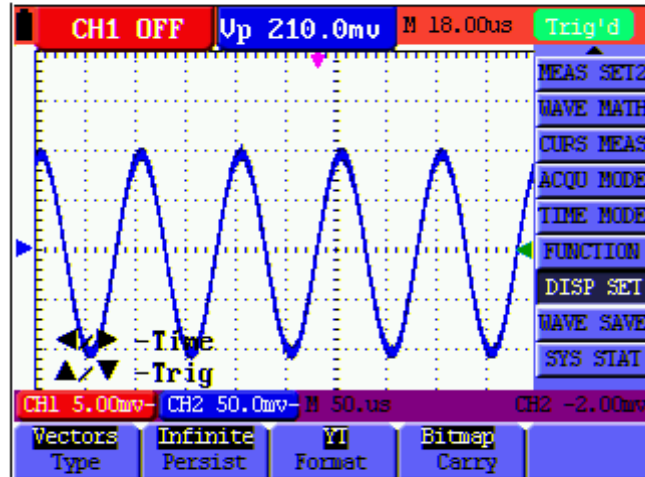 CH1 OFF Vp 210.0mv M 18.00us Trig'd
MEAS SET2
WAVE MATH
CURS MEAS
ACQU MODE
TIME MODE
FUNCTION
DISP SET
WAVE SAVE
SYS STAT
◀/▶ -Time
▲/▼ -Trig
CH1 5.00mv- CH2 50.0mv- M 50.us CH2 -2.00mv
Vectors Infinite YT Bitmap
Type Persist Format Carry